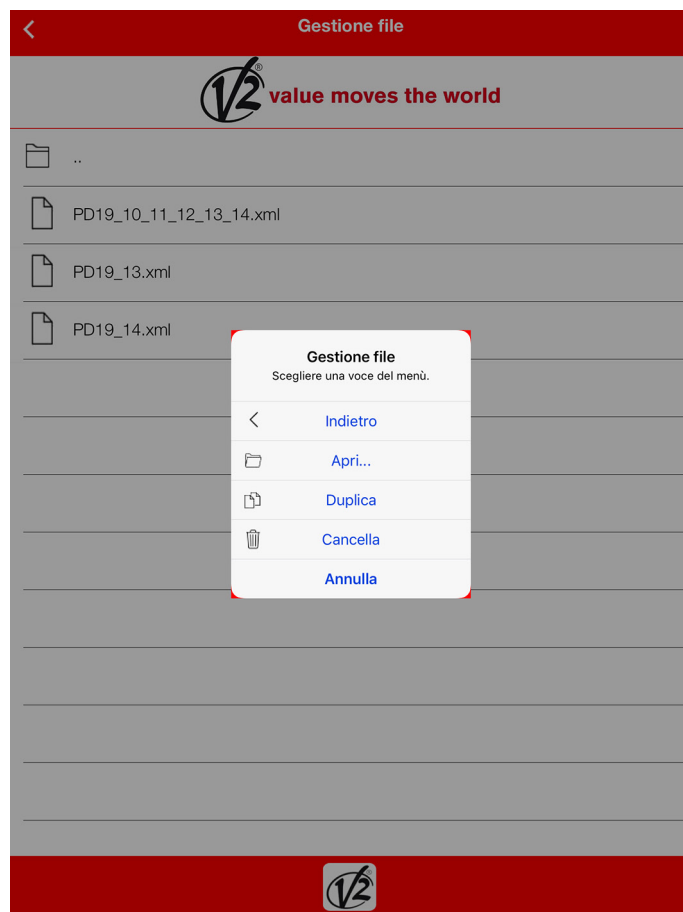 Gestione file
V2® value moves the world
..
PD19_10_11_12_13_14.xml
PD19_13.xml
PD19_14.xml
Gestione file
Scegliere una voce del menù.
Indietro
Apri...
Duplica
Cancella
Annulla
V2